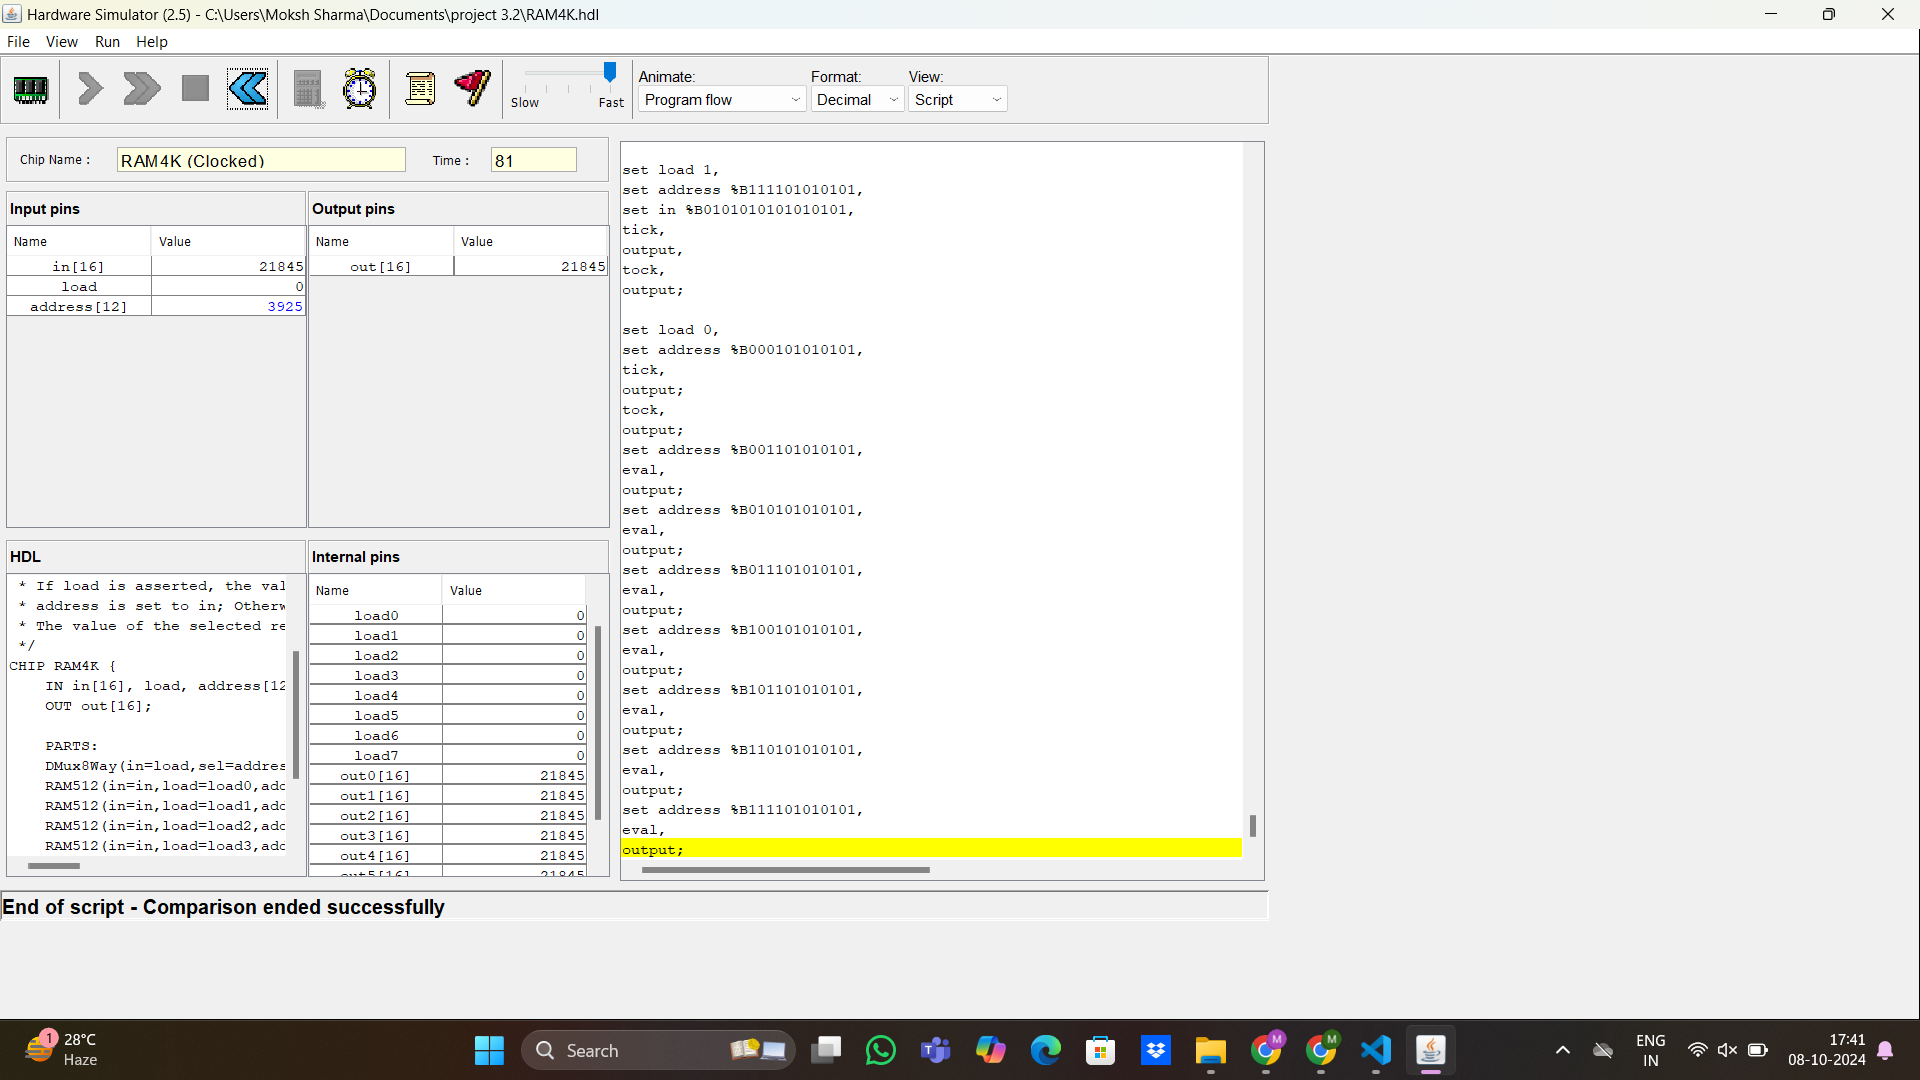 Hardware Simulator (2.5) - C:\Users\Moksh Sharma\Documents\project 3.2\RAM4K.hdl
File View Run Help
Slow Fast
Animate: Format: View:
Program flow Decimal Script
Chip Name : RAM4K (Clocked) Time : 81
Input pins
Name Value
in[16] 21845
load 0
address[12] 3925
Output pins
Name Value
out[16] 21845
HDL
* If load is asserted, the val
* address is set to in; Otherw
* The value of the selected re
*/
CHIP RAM4K {
IN in[16], load, address[12
OUT out[16];
PARTS:
DMux8Way(in=load,sel=addres
RAM512(in=in,load=load0,add
RAM512(in=in,load=load1,add
RAM512(in=in,load=load2,add
RAM512(in=in,load=load3,add
Internal pins
Name Value
load0 0
load1 0
load2 0
load3 0
load4 0
load5 0
load6 0
load7 0
out0[16] 21845
out1[16] 21845
out2[16] 21845
out3[16] 21845
out4[16] 21845
out5[16] 21845
set load 1,
set address %B111101010101,
set in %B0101010101010101,
tick,
output,
tock,
output;
set load 0,
set address %B000101010101,
tick,
output;
tock,
output;
set address %B001101010101,
eval,
output;
set address %B010101010101,
eval,
output;
set address %B011101010101,
eval,
output;
set address %B100101010101,
eval,
output;
set address %B101101010101,
eval,
output;
set address %B110101010101,
eval,
output;
set address %B111101010101,
eval,
output;
End of script - Comparison ended successfully
1
28°C
Haze
Search
M
M
ENG
IN
17:41
08-10-2024